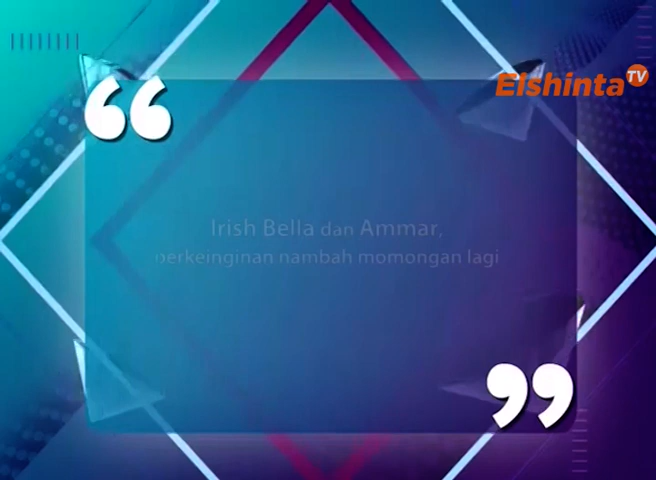 Elshinta TV
“
Irish Bella dan Ammar,
berkeinginan nambah momongan lagi
”